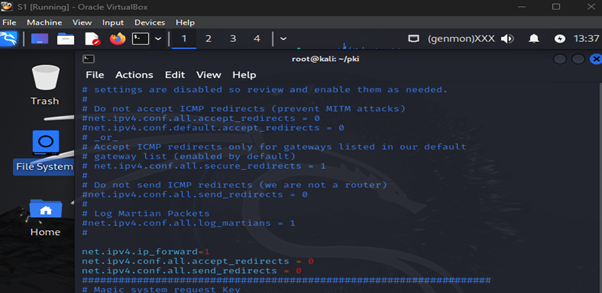 S1 [Running] - Oracle VirtualBox
File Machine View Input Devices Help
1 2 3 4 (genmon)XXX 13:37
root@kali: ~/pki
File Actions Edit View Help
Trash
File System
Home
# settings are disabled so review and enable them as needed.
#
# Do not accept ICMP redirects (prevent MITM attacks)
#net.ipv4.conf.all.accept_redirects = 0
#net.ipv4.conf.default.accept_redirects = 0
# _or_
# Accept ICMP redirects only for gateways listed in our default
# gateway list (enabled by default)
# net.ipv4.conf.all.secure_redirects = 1
#
# Do not send ICMP redirects (we are not a router)
#net.ipv4.conf.all.send_redirects = 0
#
# Log Martian Packets
#net.ipv4.conf.all.log_martians = 1
#
net.ipv4.ip_forward=1
net.ipv4.conf.all.accept_redirects = 0
net.ipv4.conf.all.send_redirects = 0
###################################################################
# Magic system request Key